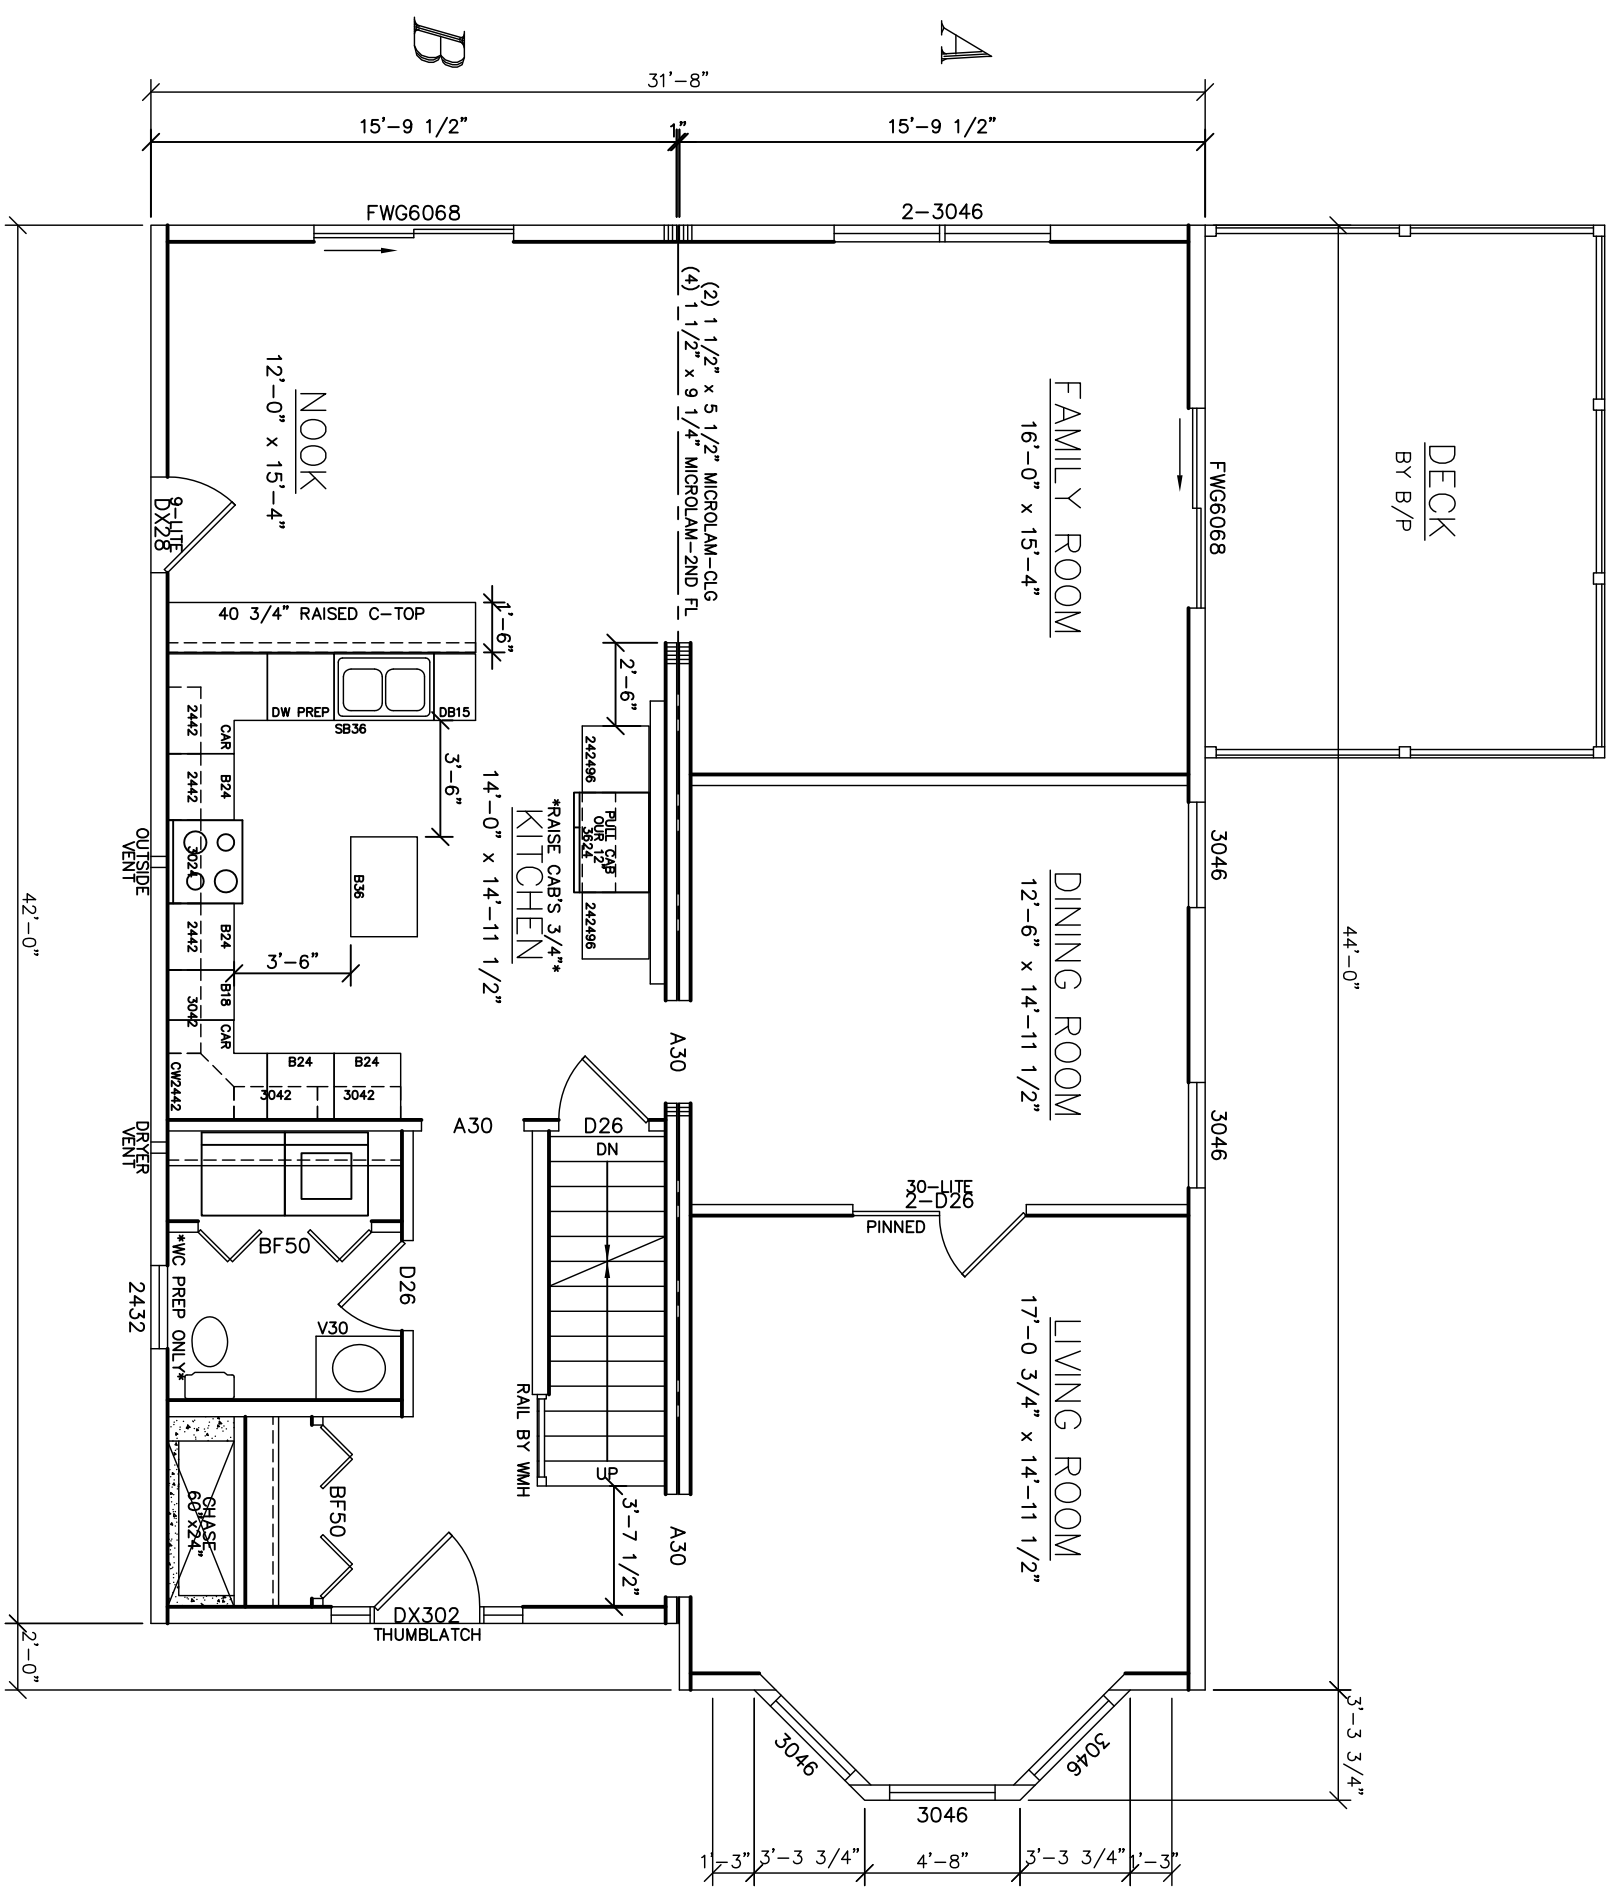 B
A
31'-8"
15'-9 1/2"
1"
15'-9 1/2"
FWG6068
2-3046
(2) 1 1/2" x 5 1/2" MICROLAM-CLG
(4) 1 1/2" x 9 1/4" MICROLAM-2ND FL
NOOK
12'-0" x 15'-4"
FAMILY ROOM
16'-0" x 15'-4"
FWG6068
DECK
BY B/P
9-LITE
DX28
40 3/4" RAISED C-TOP
1'-6"
2'-6"
DW PREP
SB36
DB15
3'-6"
2442
CAR
2442
B24
3024
2442
B24
3042
B18
CAR
CW2442
B24
B24
3042
3042
B36
3'-6"
OUTSIDE
VENT
242496
PULL CAB
OUR 12"
3624
242496
*RAISE CAB'S 3/4"*
KITCHEN
14'-0" x 14'-11 1/2"
DINING ROOM
12'-6" x 14'-11 1/2"
3046
3046
42'-0"
44'-0"
A30
A30
D26
DN
DRYER
VENT
30-LITE
2-D26
PINNED
BF50
D26
*WC PREP ONLY*
2432
V30
RAIL BY WMH
UP
3'-7 1/2"
A30
LIVING ROOM
17'-0 3/4" x 14'-11 1/2"
CHASE
60"x24"
BF50
DX302
THUMBLATCH
2'-0"
3'-3 3/4"
3046
3046
3046
1'-3"
3'-3 3/4"
4'-8"
3'-3 3/4"
1'-3"